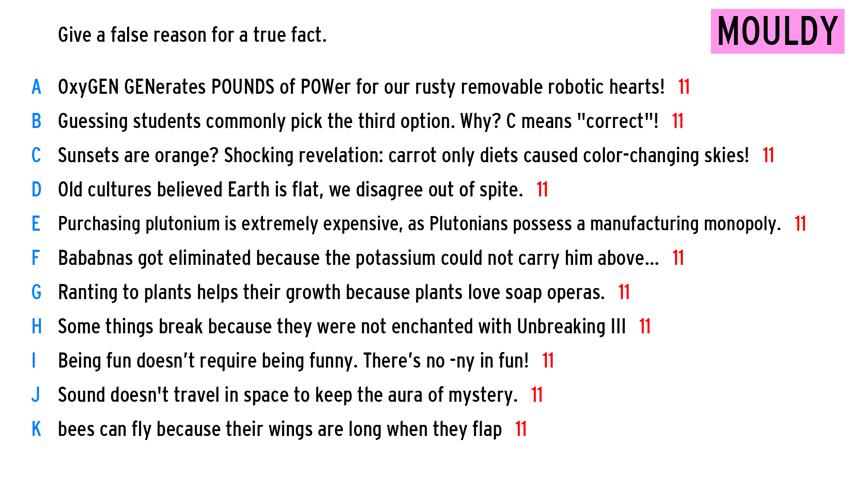 Give a false reason for a true fact.
MOULDY
A OxyGEN GENerates POUNDS of POWer for our rusty removable robotic hearts! 11
B Guessing students commonly pick the third option. Why? C means "correct"! 11
C Sunsets are orange? Shocking revelation: carrot only diets caused color-changing skies! 11
D Old cultures believed Earth is flat, we disagree out of spite. 11
E Purchasing plutonium is extremely expensive, as Plutonians possess a manufacturing monopoly. 11
F Bababnas got eliminated because the potassium could not carry him above... 11
G Ranting to plants helps their growth because plants love soap operas. 11
H Some things break because they were not enchanted with Unbreaking III 11
I Being fun doesn’t require being funny. There’s no -ny in fun! 11
J Sound doesn't travel in space to keep the aura of mystery. 11
K bees can fly because their wings are long when they flap 11